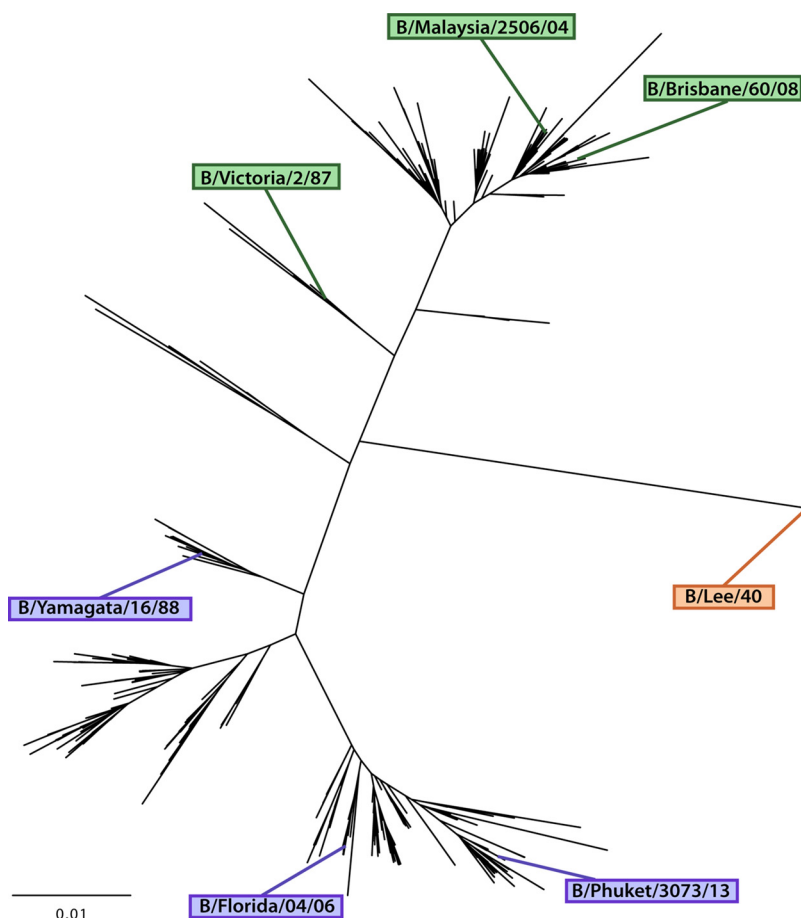 B/Malaysia/2506/04
B/Brisbane/60/08
B/Victoria/2/87
B/Lee/40
B/Yamagata/16/88
B/Phuket/3073/13
B/Florida/04/06
0.01